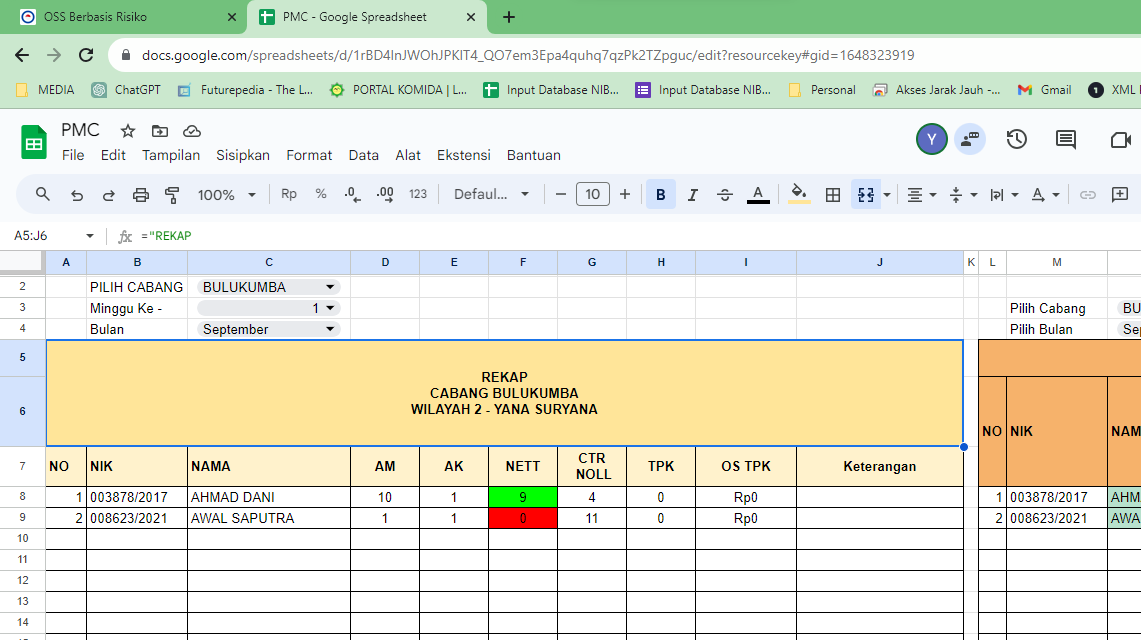 OSS Berbasis Risiko
PMC - Google Spreadsheet
docs.google.com/spreadsheets/d/1rBD4InJWOhJPKIT4_QO7em3Epa4quhq7qzPk2TZpguc/edit?resourcekey#gid=1648323919
MEDIA ChatGPT Futurepedia - The L... PORTAL KOMIDA | L... Input Database NIB... Input Database NIB... Personal Akses Jarak Jauh -... Gmail 1 XML
PMC
Y
File Edit Tampilan Sisipkan Format Data Alat Ekstensi Bantuan
100% Rp % .0 .00 123 Defaul... − 10 + B I A A
A5:J6 fx ="REKAP
A B C D E F G H I J K L M
2 PILIH CABANG BULUKUMBA
3 Minggu Ke - 1 Pilih Cabang BU
4 Bulan September Pilih Bulan Sep
5
REKAP
CABANG BULUKUMBA
WILAYAH 2 - YANA SURYANA
6
NO NIK NAM
7 NO NIK NAMA AM AK NETT CTR NOLL TPK OS TPK Keterangan
8 1 003878/2017 AHMAD DANI 10 1 9 4 0 Rp0 1 003878/2017 AHM
9 2 008623/2021 AWAL SAPUTRA 1 1 0 11 0 Rp0 2 008623/2021 AWA
10
11
12
13
14